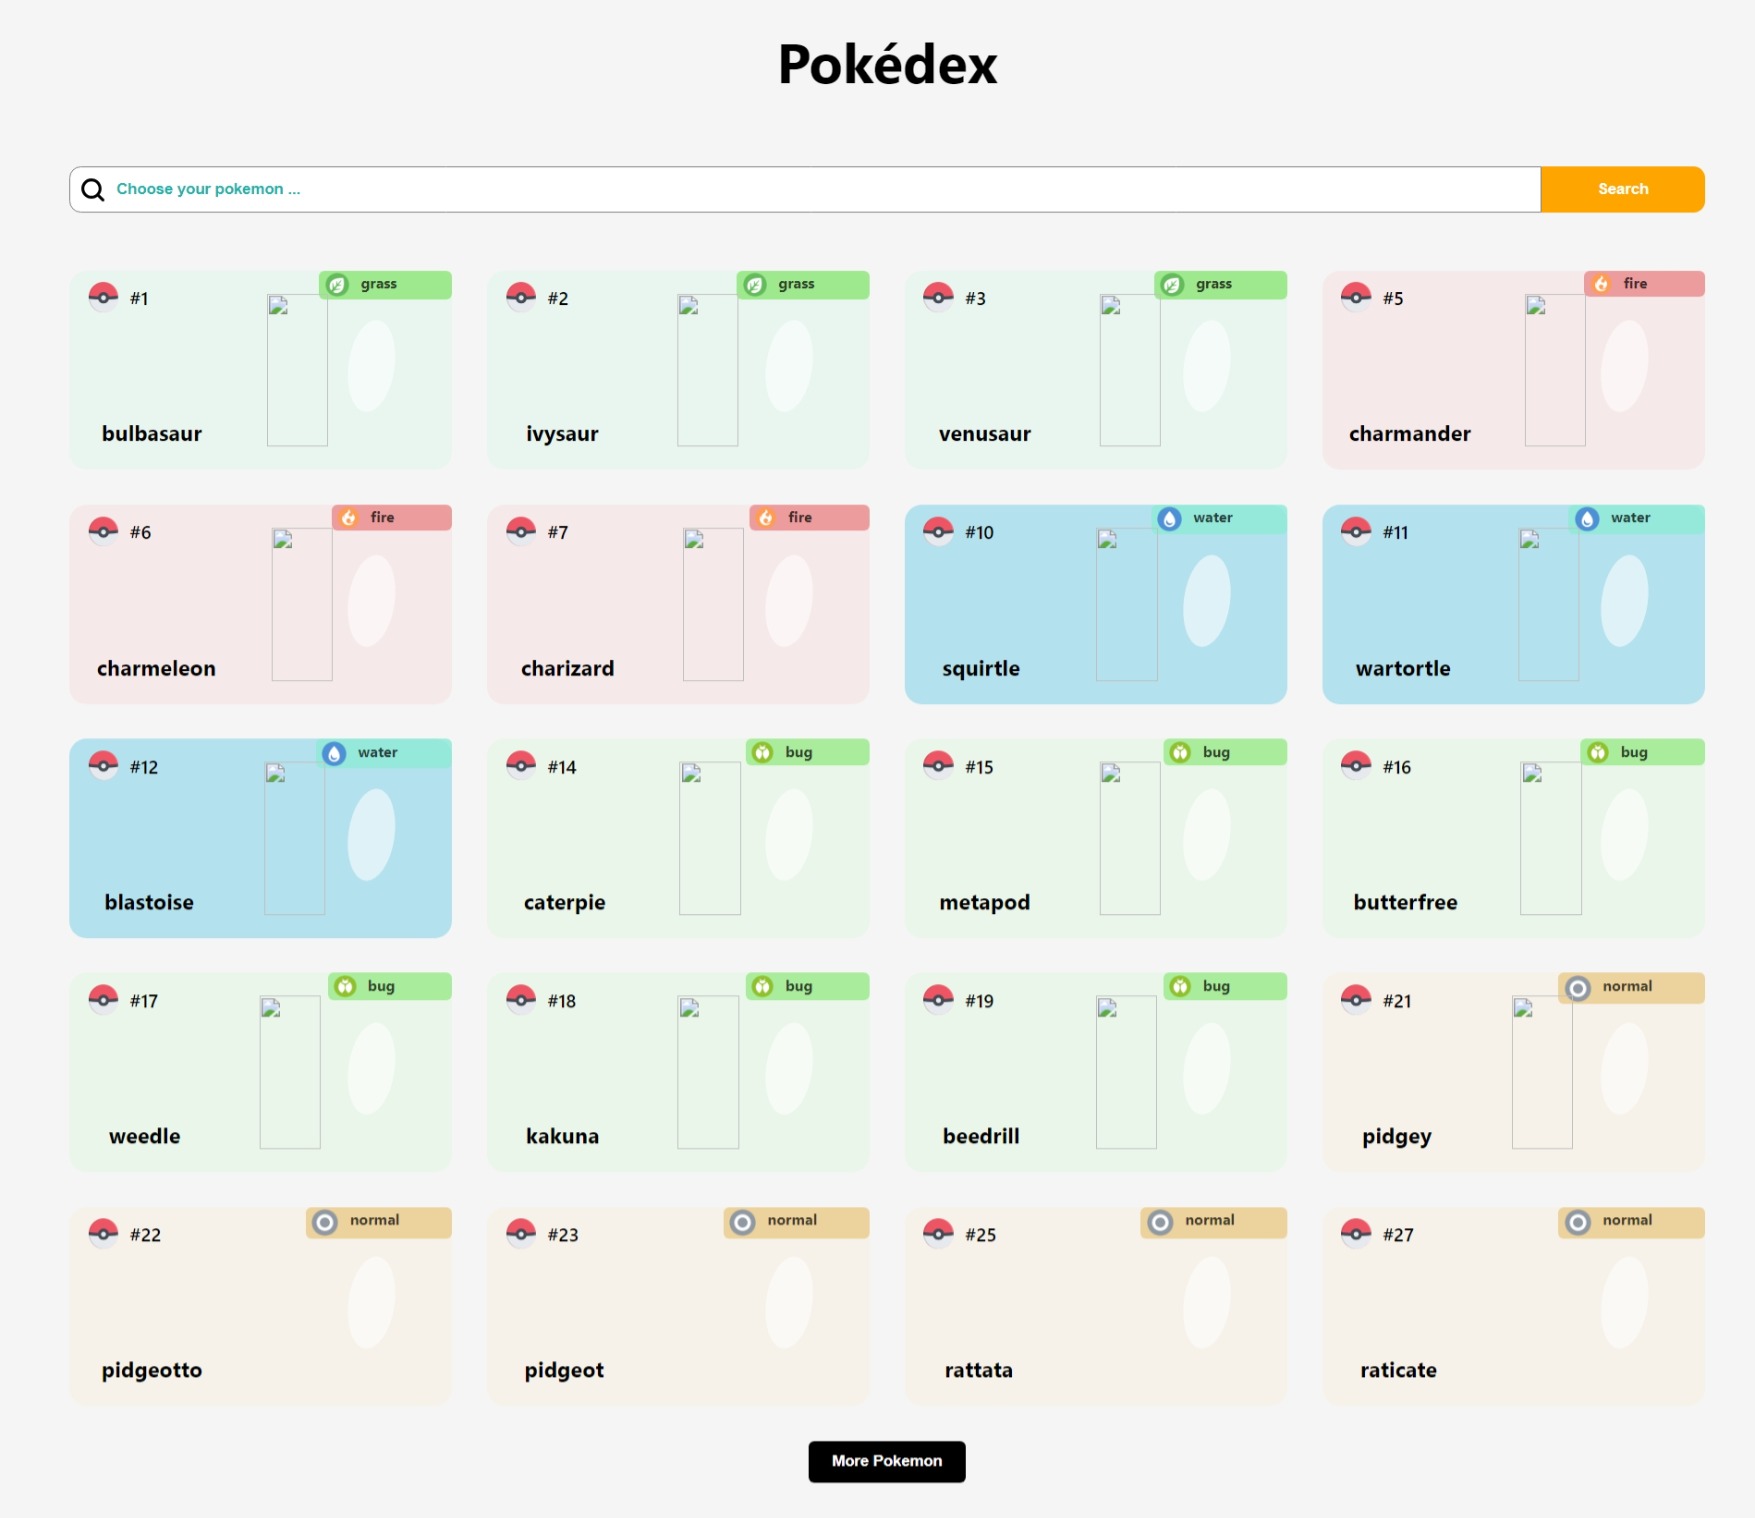 Pokédex
Choose your pokemon ...
Search
#1
grass
bulbasaur
#2
grass
ivysaur
#3
grass
venusaur
#5
fire
charmander
#6
fire
charmeleon
#7
fire
charizard
#10
water
squirtle
#11
water
wartortle
#12
water
blastoise
#14
bug
caterpie
#15
bug
metapod
#16
bug
butterfree
#17
bug
weedle
#18
bug
kakuna
#19
bug
beedrill
#21
normal
pidgey
#22
normal
pidgeotto
#23
normal
pidgeot
#25
normal
rattata
#27
normal
raticate
More Pokemon